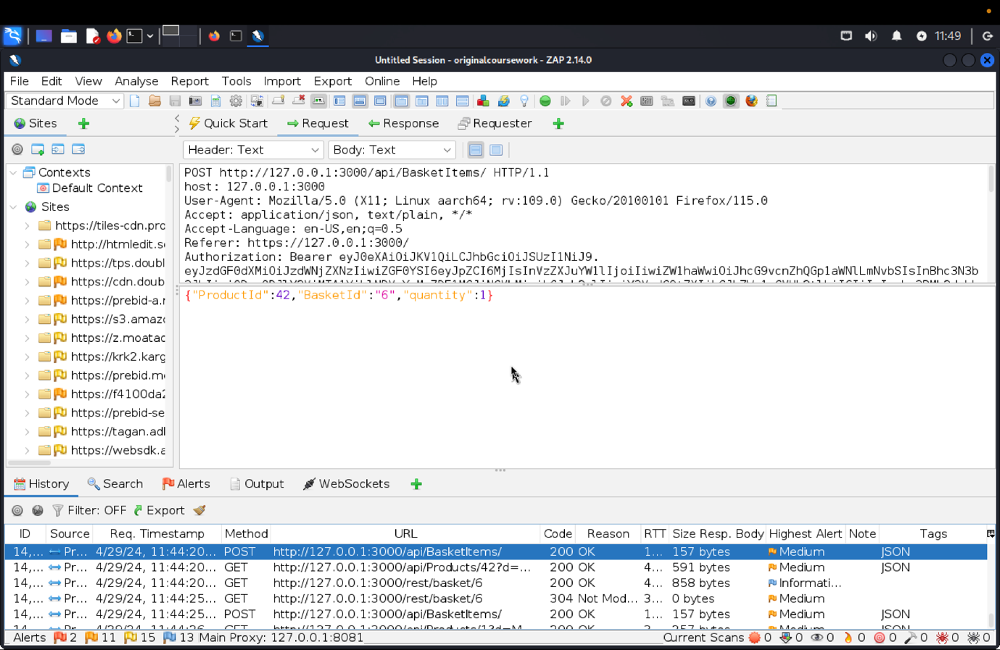 11:49
Untitled Session - originalcoursework - ZAP 2.14.0
File Edit View Analyse Report Tools Import Export Online Help
Standard Mode
Sites
Quick Start
Request
Response
Requester
Header: Text
Body: Text
Contexts
Default Context
Sites
https://tiles-cdn.pro
http://htmledit.s
https://tps.doubl
https://cdn.doub
https://prebid-a.r
https://s3.amazo
https://z.moatac
https://krk2.karg
https://prebid.m
https://f4100da2
https://prebid-se
https://tagan.adl
https://websdk.a
POST http://127.0.0.1:3000/api/BasketItems/ HTTP/1.1
host: 127.0.0.1:3000
User-Agent: Mozilla/5.0 (X11; Linux aarch64; rv:109.0) Gecko/20100101 Firefox/115.0
Accept: application/json, text/plain, */*
Accept-Language: en-US,en;q=0.5
Referer: https://127.0.0.1:3000/
Authorization: Bearer eyJ0eXAiOiJKV1QiLCJhbGciOiJSUzI1NiJ9.
eyJzdGF0dXMiOiJzdWNjZXNzIiwiZGF0YSI6eyJpZCI6MjIsInVzZXJuYW1lIjoiIiwiZW1haWwiOiJhcG9vcnZhQGp1aWNlLmNvbSIsInBhc3N3b
{"ProductId":42,"BasketId":"6","quantity":1}
History
Search
Alerts
Output
WebSockets
Filter: OFF
Export
ID Source Req. Timestamp Method URL Code Reason RTT Size Resp. Body Highest Alert Note Tags
14,... Pr... 4/29/24, 11:44:20... POST http://127.0.0.1:3000/api/BasketItems/ 200 OK 1... 157 bytes Medium JSON
14,... Pr... 4/29/24, 11:44:20... GET http://127.0.0.1:3000/api/Products/42?d=... 200 OK 4... 591 bytes Medium JSON
14,... Pr... 4/29/24, 11:44:20... GET http://127.0.0.1:3000/rest/basket/6 200 OK 4... 858 bytes Informati...
14,... Pr... 4/29/24, 11:44:25... GET http://127.0.0.1:3000/rest/basket/6 304 Not Mod... 3... 0 bytes Medium
14,... Pr... 4/29/24, 11:44:25... POST http://127.0.0.1:3000/api/BasketItems/ 200 OK 1... 157 bytes Medium JSON
Alerts 2 11 15 13 Main Proxy: 127.0.0.1:8081
Current Scans 0 0 0 0 0 0 0 0